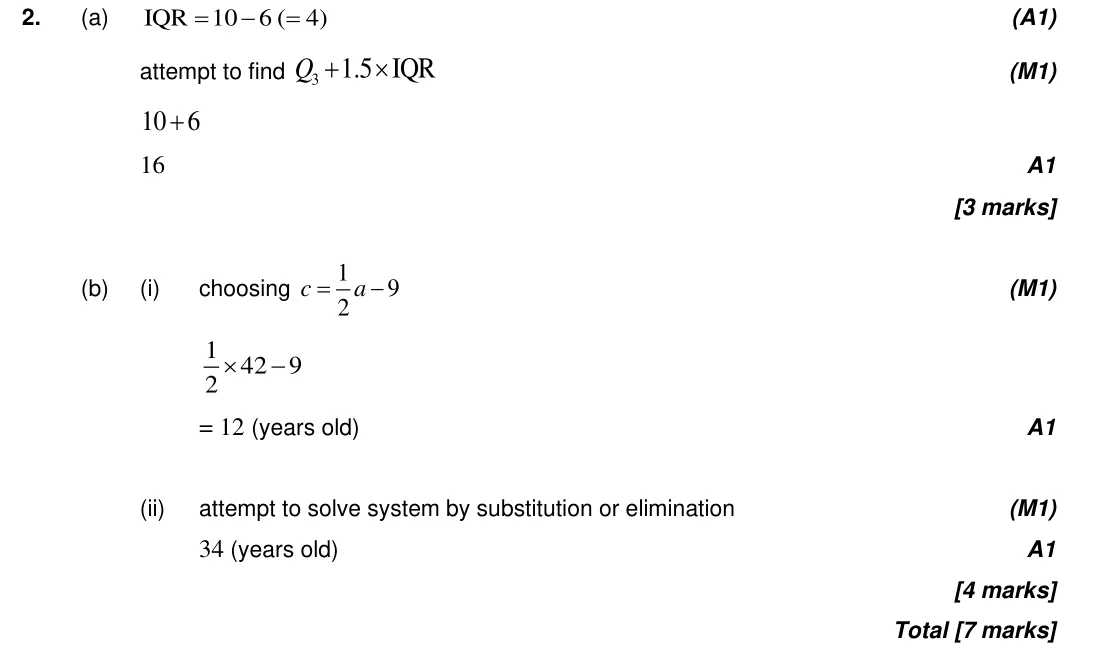 2. (a) IQR = 10 − 6 (= 4) (A1)
attempt to find Q₃ + 1.5 × IQR (M1)
10 + 6
16 A1
[3 marks]
(b) (i) choosing c = 1/2 a − 9 (M1)
1/2 × 42 − 9
= 12 (years old) A1
(ii) attempt to solve system by substitution or elimination (M1)
34 (years old) A1
[4 marks]
Total [7 marks]